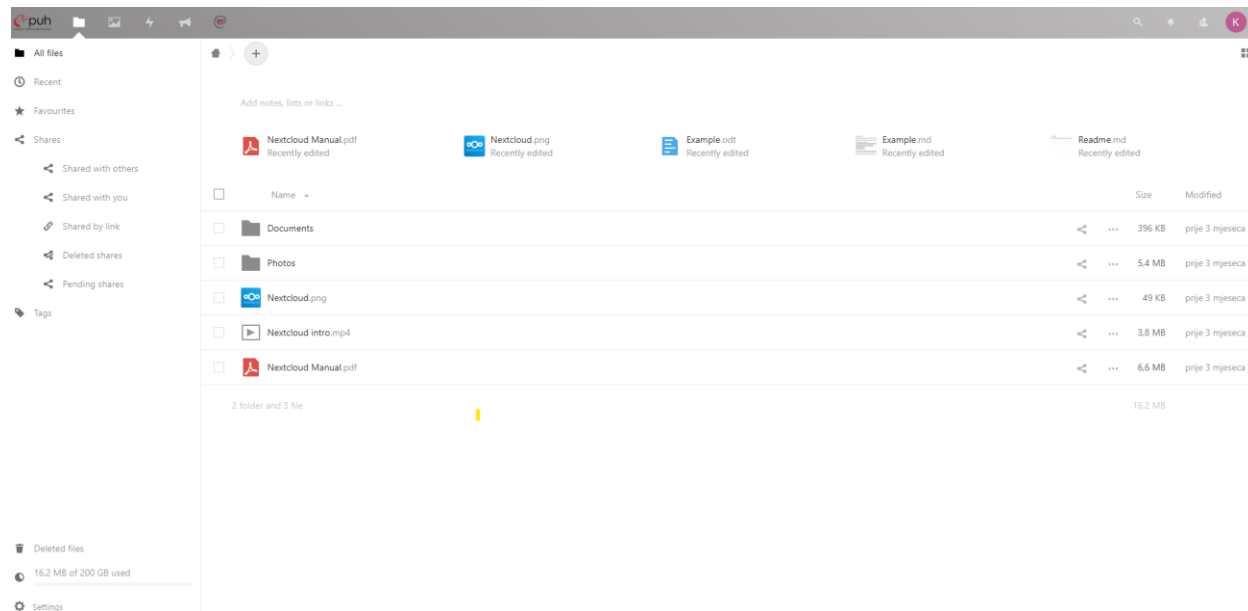 puh
K
All files
Recent
Favourites
Shares
Shared with others
Shared with you
Shared by link
Deleted shares
Pending shares
Tags
Deleted files
16.2 MB of 200 GB used
Settings
Add notes, lists or links ...
Nextcloud Manual.pdf
Recently edited
Nextcloud.png
Recently edited
Example.odt
Recently edited
Example.md
Recently edited
Readme.md
Recently edited
Name Size Modified
Documents 396 KB prije 3 mjeseca
Photos 5,4 MB prije 3 mjeseca
Nextcloud.png 49 KB prije 3 mjeseca
Nextcloud intro.mp4 3,8 MB prije 3 mjeseca
Nextcloud Manual.pdf 6,6 MB prije 3 mjeseca
2 folder and 3 file 16,2 MB